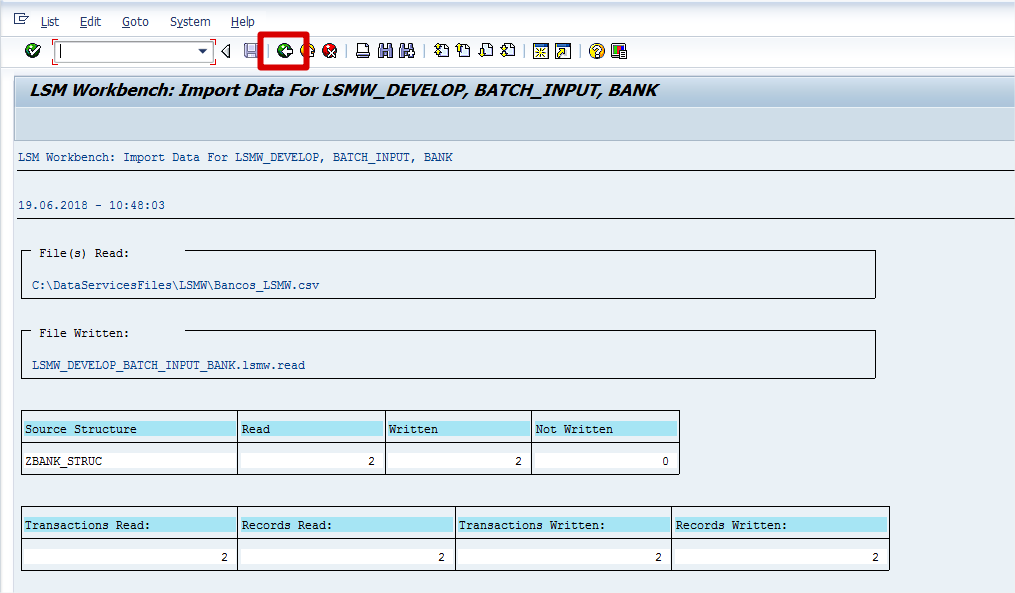 List Edit Goto System Help
LSM Workbench: Import Data For LSMW_DEVELOP, BATCH_INPUT, BANK
LSM Workbench: Import Data For LSMW_DEVELOP, BATCH_INPUT, BANK
19.06.2018 - 10:48:03
File(s) Read:
C:\DataServicesFiles\LSMW\Bancos_LSMW.csv
File Written:
LSMW_DEVELOP_BATCH_INPUT_BANK.lsmw.read
Source Structure Read Written Not Written
ZBANK_STRUC 2 2 0
Transactions Read: Records Read: Transactions Written: Records Written:
2 2 2 2